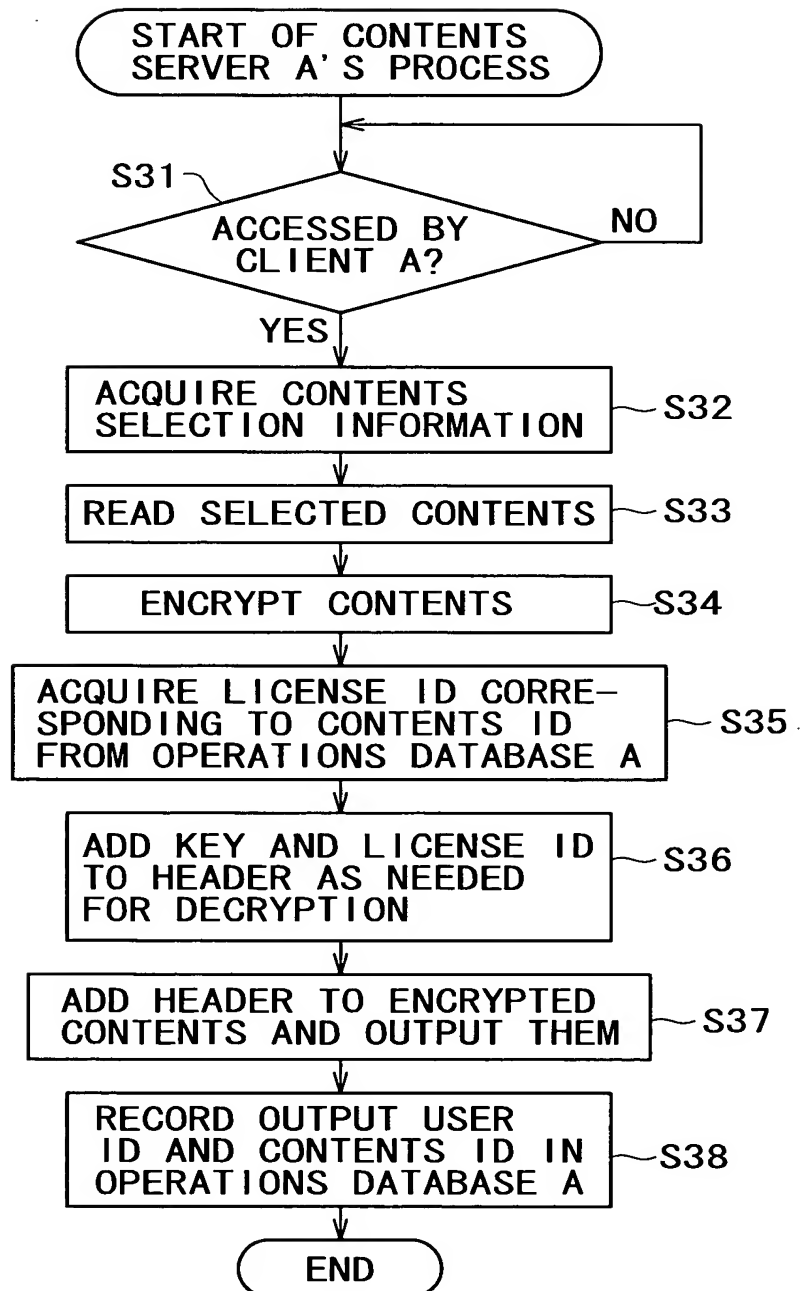 START OF CONTENTS
SERVER A'S PROCESS
S31
ACCESSED BY
CLIENT A?
NO
YES
ACQUIRE CONTENTS
SELECTION INFORMATION
S32
READ SELECTED CONTENTS
S33
ENCRYPT CONTENTS
S34
ACQUIRE LICENSE ID CORRE-
SPONDING TO CONTENTS ID
FROM OPERATIONS DATABASE A
S35
ADD KEY AND LICENSE ID
TO HEADER AS NEEDED
FOR DECRYPTION
S36
ADD HEADER TO ENCRYPTED
CONTENTS AND OUTPUT THEM
S37
RECORD OUTPUT USER
ID AND CONTENTS ID IN
OPERATIONS DATABASE A
S38
END